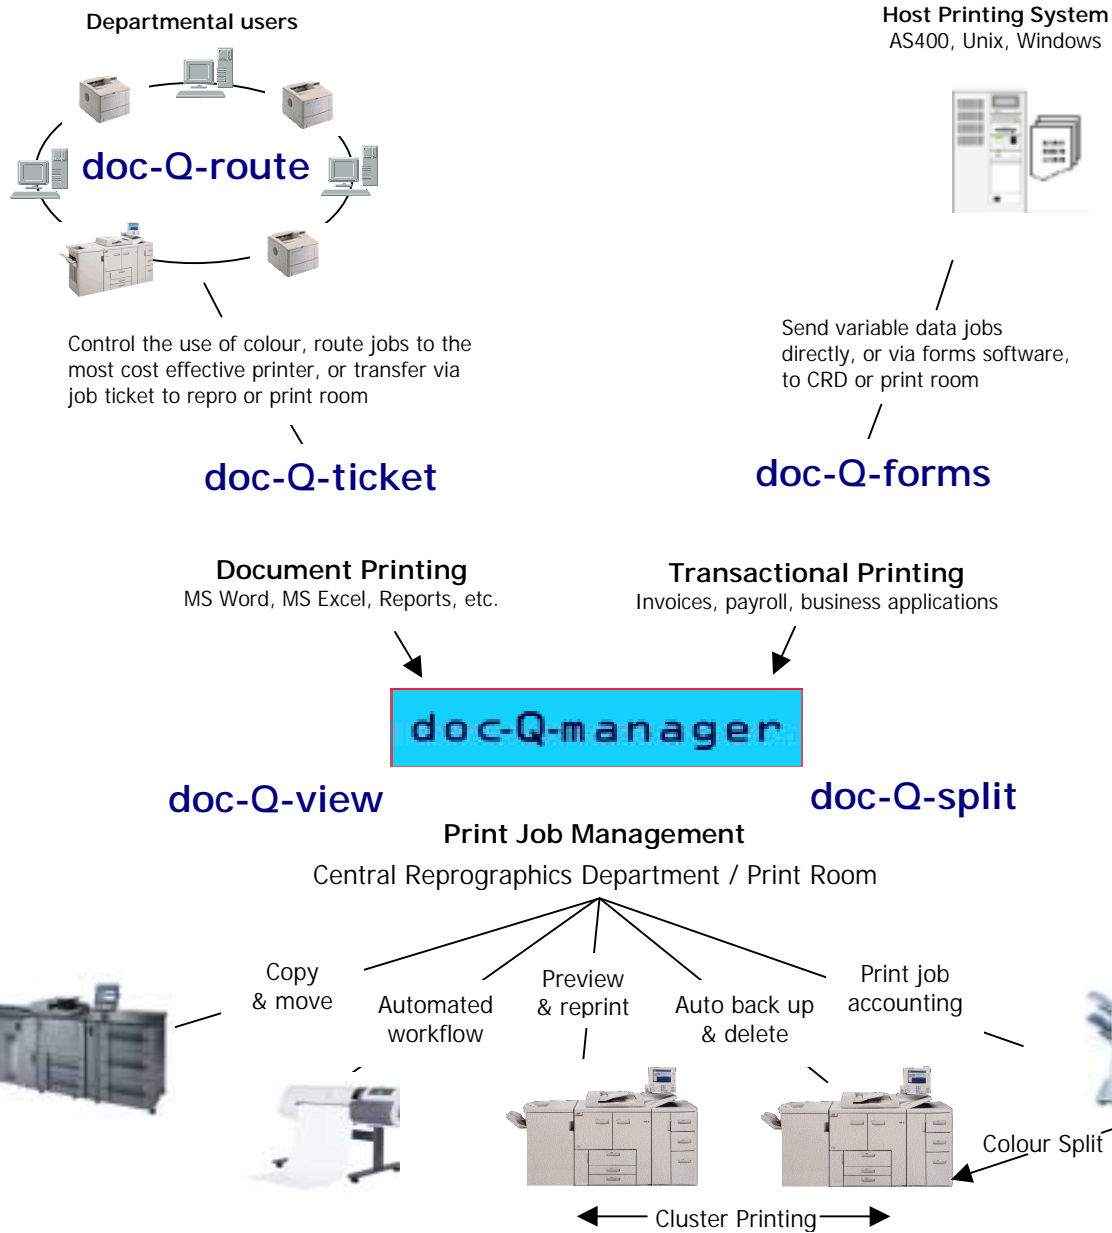 Departmental users
Host Printing System
AS400, Unix, Windows
doc-Q-route
Control the use of colour, route jobs to the
most cost effective printer, or transfer via
job ticket to repro or print room
Send variable data jobs
directly, or via forms software,
to CRD or print room
doc-Q-ticket
doc-Q-forms
Document Printing
MS Word, MS Excel, Reports, etc.
Transactional Printing
Invoices, payroll, business applications
doc-Q-manager
doc-Q-view
doc-Q-split
Print Job Management
Central Reprographics Department / Print Room
Copy
& move
Automated
workflow
Preview
& reprint
Auto back up
& delete
Print job
accounting
Colour Split
Cluster Printing